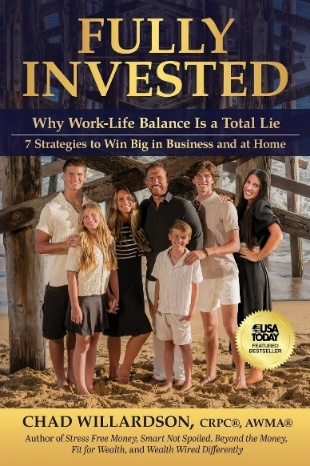 FULLY
INVESTED
Why Work-Life Balance Is a Total Lie
7 Strategies to Win Big in Business and at Home
USA
TODAY
FEATURED
BESTSELLER
CHAD WILLARDSON, CRPC®, AWMA®
Author of Stress Free Money, Smart Not Spoiled, Beyond the Money,
Fit for Wealth, and Wealth Wired Differently